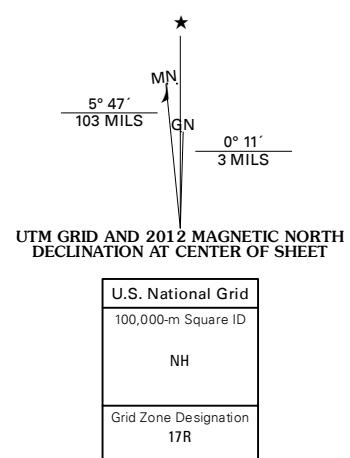 ★
MN.
5° 47´
103 MILS
GN
0° 11´
3 MILS
UTM GRID AND 2012 MAGNETIC NORTH
DECLINATION AT CENTER OF SHEET
U.S. National Grid
100,000-m Square ID
NH
Grid Zone Designation
17R